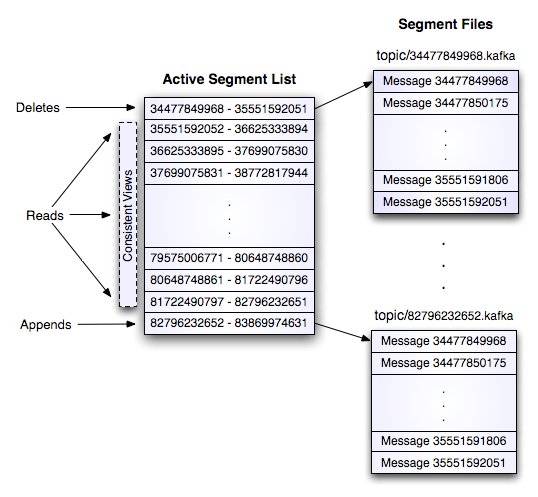 Segment Files
topic/34477849968.kafka
Active Segment List
Message 34477849968
Message 34477850175
.
.
.
Message 35551591806
Message 35551592051
Deletes
Reads
Appends
Consistent Views
34477849968 - 35551592051
35551592052 - 36625333894
36625333895 - 37699075830
37699075831 - 38772817944
.
.
.
79575006771 - 80648748860
80648748861 - 81722490796
81722490797 - 82796232651
82796232652 - 83869974631
.
.
.
topic/82796232652.kafka
Message 34477849968
Message 34477850175
.
.
.
Message 35551591806
Message 35551592051